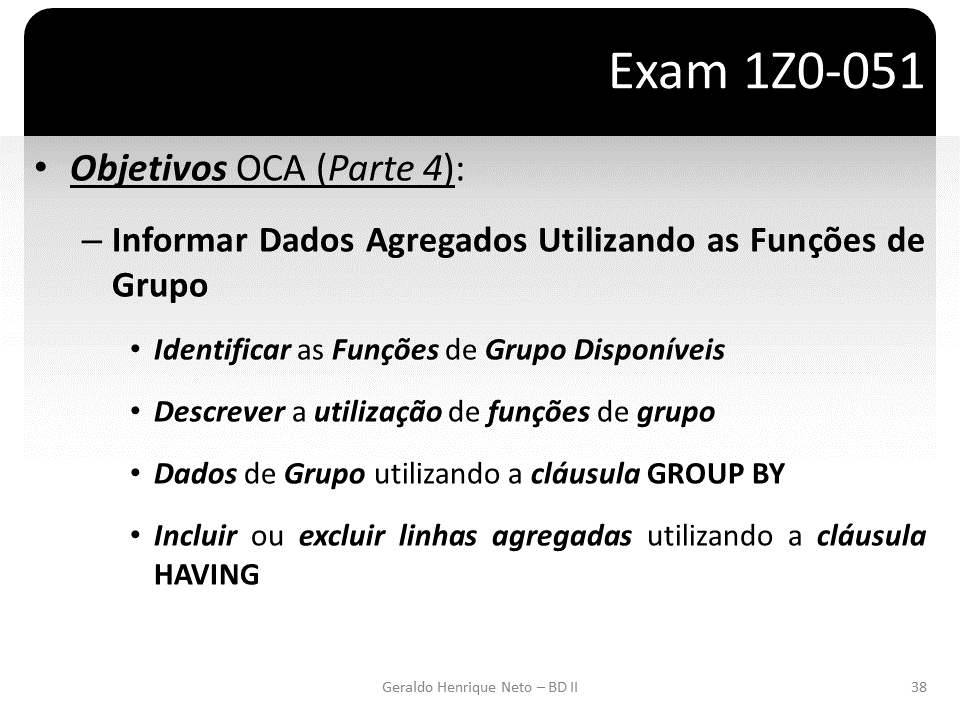 Exam 1Z0-051
• Objetivos OCA (Parte 4):
– Informar Dados Agregados Utilizando as Funções de
Grupo
• Identificar as Funções de Grupo Disponíveis
• Descrever a utilização de funções de grupo
• Dados de Grupo utilizando a cláusula GROUP BY
• Incluir ou excluir linhas agregadas utilizando a cláusula
HAVING
Geraldo Henrique Neto – BD II 38